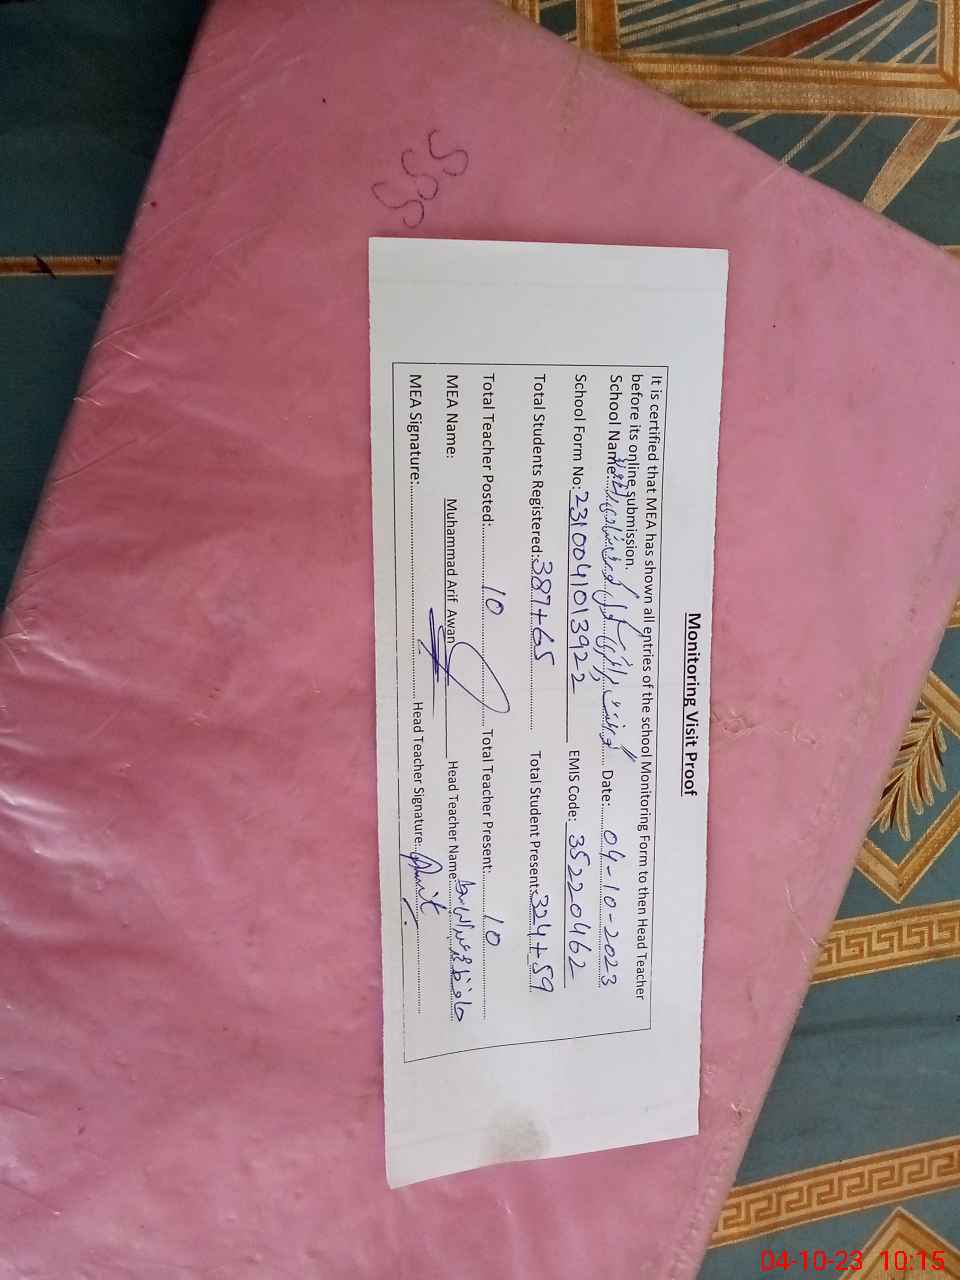 Monitoring Visit Proof
It is certified that MEA has shown all entries of the school Monitoring Form to then Head Teacher
before its online submission.
School Name: گورنمنٹ Date: 04-10-2023
School Form No: 2310041013922 EMIS Code: 35220462
Total Students Registered: 387+65 Total Student Present: 324+59
Total Teacher Posted: 10 Total Teacher Present: 10
MEA Name: Muhammad Arif Awan Head Teacher Name: حافظ محمد
MEA Signature: Head Teacher Signature:
04-10-23 10:15